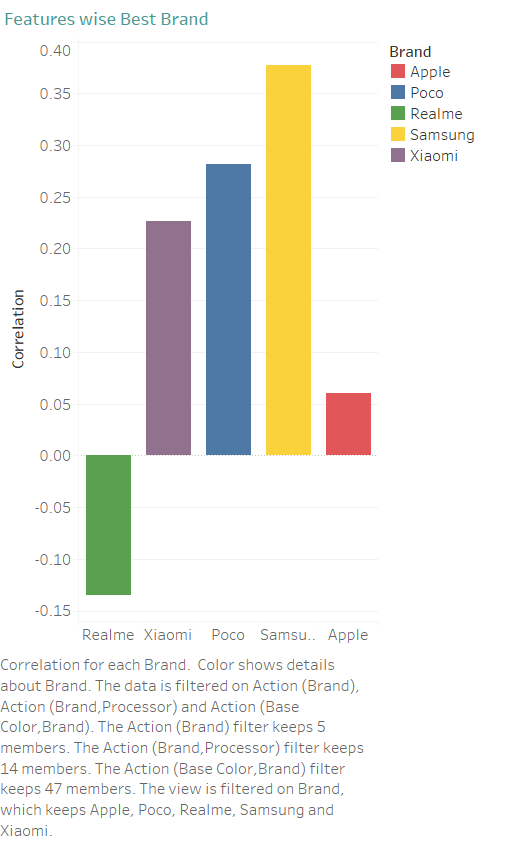 Features wise Best Brand
Brand
Apple
Poco
Realme
Samsung
Xiaomi
Correlation
0.40
0.35
0.30
0.25
0.20
0.15
0.10
0.05
0.00
-0.05
-0.10
-0.15
Realme Xiaomi Poco Samsu.. Apple
Correlation for each Brand. Color shows details
about Brand. The data is filtered on Action (Brand),
Action (Brand,Processor) and Action (Base
Color,Brand). The Action (Brand) filter keeps 5
members. The Action (Brand,Processor) filter keeps
14 members. The Action (Base Color,Brand) filter
keeps 47 members. The view is filtered on Brand,
which keeps Apple, Poco, Realme, Samsung and
Xiaomi.